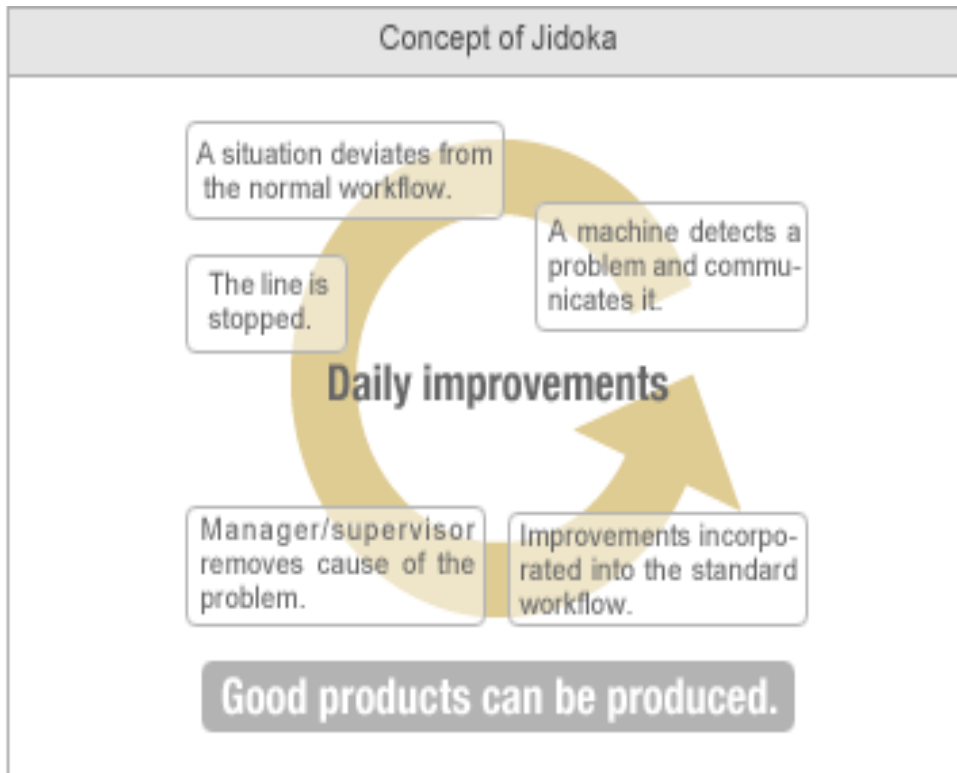 Concept of Jidoka
A machine detects a
problem and commu-
nicates it.
A situation deviates from
the normal workflow.
The line is
stopped.
Daily improvements
Manager/supervisor
removes cause of the
problem.
Improvements incorpo-
rated into the standard
workflow.
Good products can be produced.